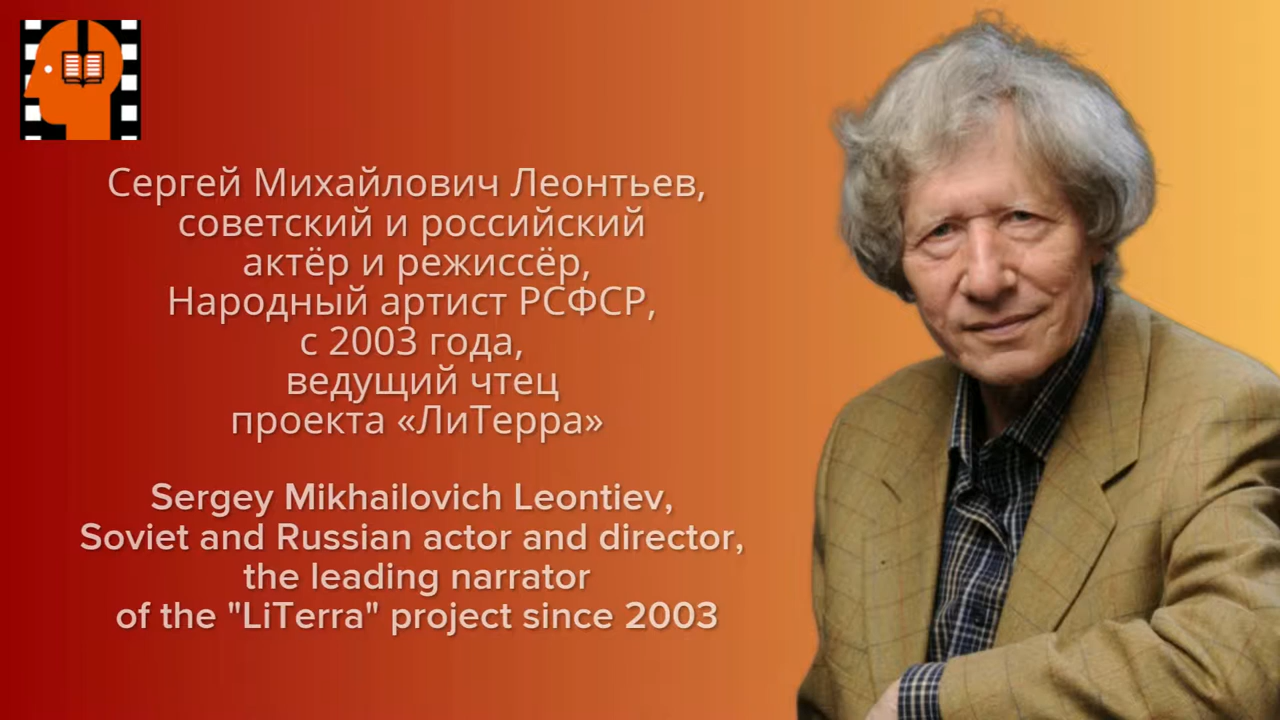 Сергей Михайлович Леонтьев,
советский и российский
актёр и режиссёр,
Народный артист РСФСР,
с 2003 года,
ведущий чтец
проекта «ЛиТерра»
Sergey Mikhailovich Leontiev,
Soviet and Russian actor and director,
the leading narrator
of the "LiTerra" project since 2003